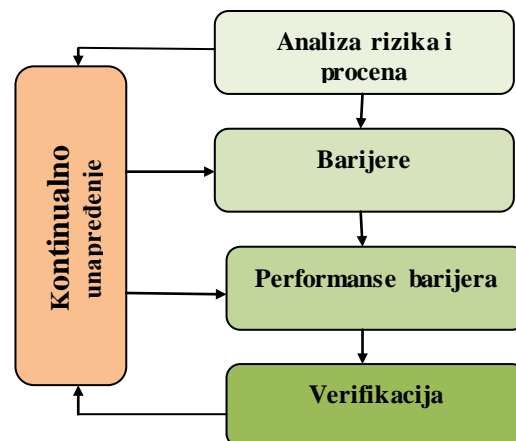 Analiza rizika i
procena
Kontinualno
unapređenje
Barijere
Performanse barijera
Verifikacija